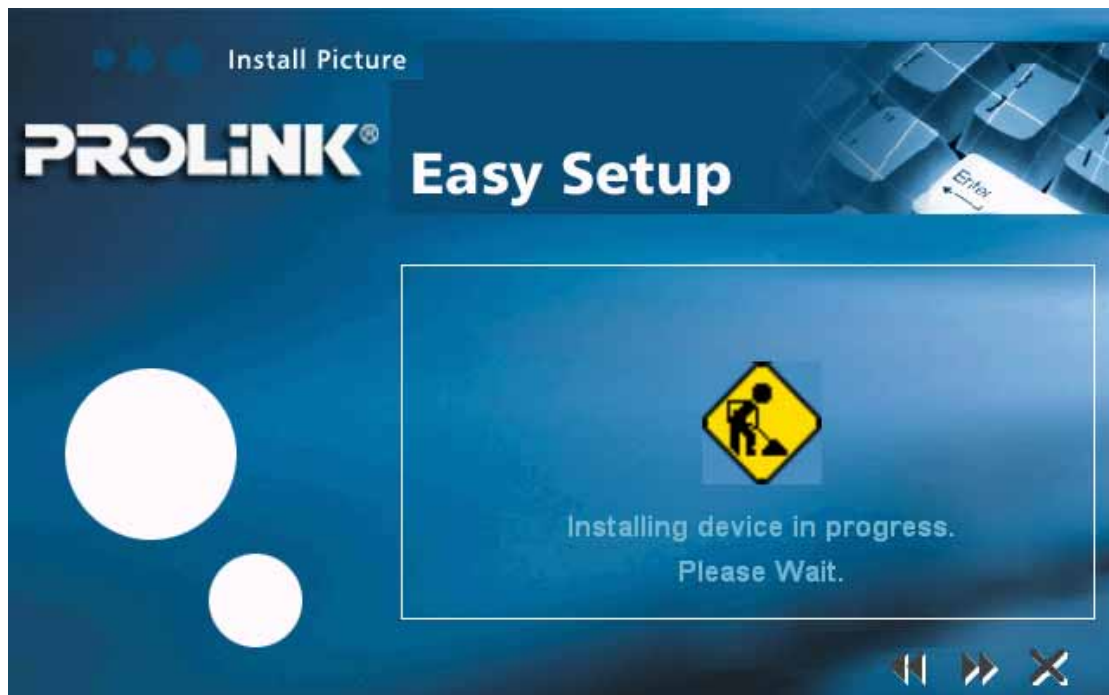 Install Picture
PROLiNK®
Easy Setup
Enter
Installing device in progress.
Please Wait.